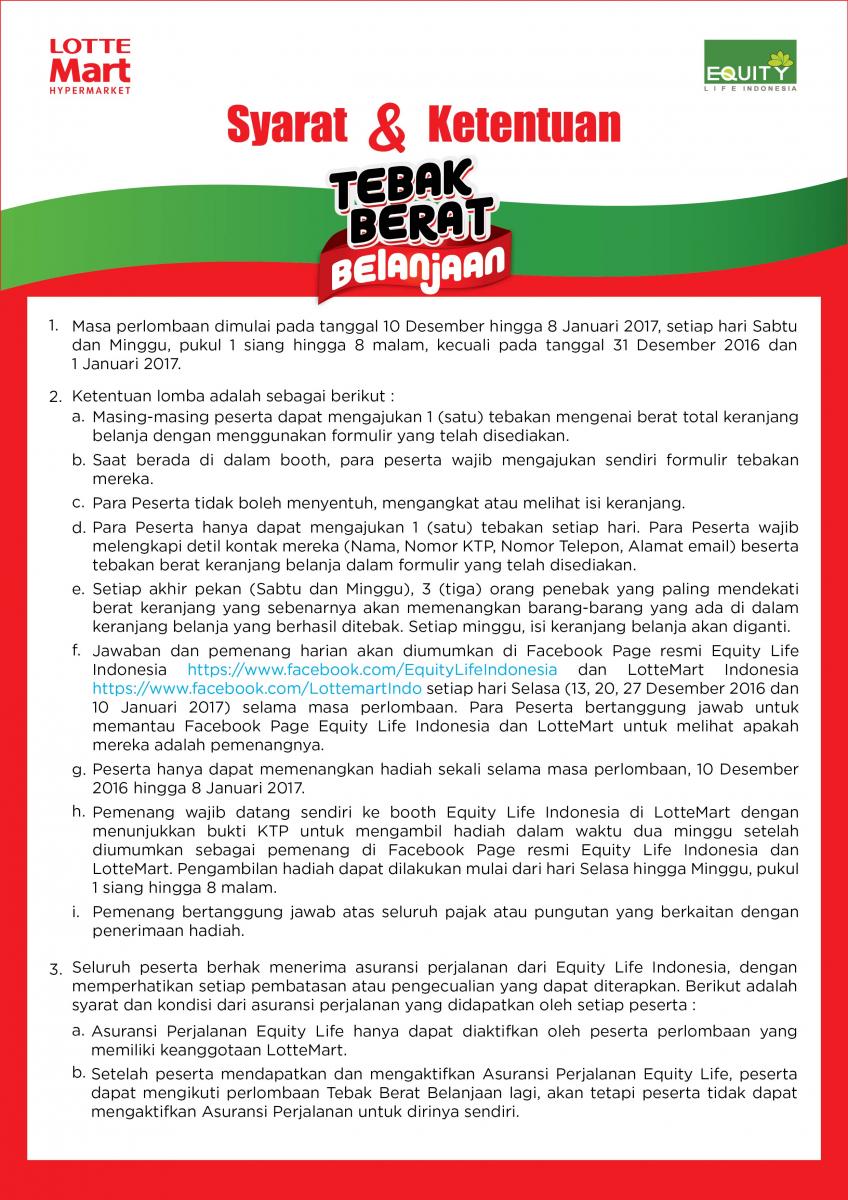 LOTTE
Mart
HYPERMARKET
EQUITY
LIFE INDONESIA
Syarat & Ketentuan
TEBAK
BERAT
BELANJAAN
1. Masa perlombaan dimulai pada tanggal 10 Desember hingga 8 Januari 2017, setiap hari Sabtu
dan Minggu, pukul 1 siang hingga 8 malam, kecuali pada tanggal 31 Desember 2016 dan
1 Januari 2017.
2. Ketentuan lomba adalah sebagai berikut :
a. Masing-masing peserta dapat mengajukan 1 (satu) tebakan mengenai berat total keranjang
belanja dengan menggunakan formulir yang telah disediakan.
b. Saat berada di dalam booth, para peserta wajib mengajukan sendiri formulir tebakan
mereka.
c. Para Peserta tidak boleh menyentuh, mengangkat atau melihat isi keranjang.
d. Para Peserta hanya dapat mengajukan 1 (satu) tebakan setiap hari. Para Peserta wajib
melengkapi detil kontak mereka (Nama, Nomor KTP, Nomor Telepon, Alamat email) beserta
tebakan berat keranjang belanja dalam formulir yang telah disediakan.
e. Setiap akhir pekan (Sabtu dan Minggu), 3 (tiga) orang penebak yang paling mendekati
berat keranjang yang sebenarnya akan memenangkan barang-barang yang ada di dalam
keranjang belanja yang berhasil ditebak. Setiap minggu, isi keranjang belanja akan diganti.
f. Jawaban dan pemenang harian akan diumumkan di Facebook Page resmi Equity Life
Indonesia https://www.facebook.com/EquityLifeIndonesia dan LotteMart Indonesia
https://www.facebook.com/LottemartIndo setiap hari Selasa (13, 20, 27 Desember 2016 dan
10 Januari 2017) selama masa perlombaan. Para Peserta bertanggung jawab untuk
memantau Facebook Page Equity Life Indonesia dan LotteMart untuk melihat apakah
mereka adalah pemenangnya.
g. Peserta hanya dapat memenangkan hadiah sekali selama masa perlombaan, 10 Desember
2016 hingga 8 Januari 2017.
h. Pemenang wajib datang sendiri ke booth Equity Life Indonesia di LotteMart dengan
menunjukkan bukti KTP untuk mengambil hadiah dalam waktu dua minggu setelah
diumumkan sebagai pemenang di Facebook Page resmi Equity Life Indonesia dan
LotteMart. Pengambilan hadiah dapat dilakukan mulai dari hari Selasa hingga Minggu, pukul
1 siang hingga 8 malam.
i. Pemenang bertanggung jawab atas seluruh pajak atau pungutan yang berkaitan dengan
penerimaan hadiah.
3. Seluruh peserta berhak menerima asuransi perjalanan dari Equity Life Indonesia, dengan
memperhatikan setiap pembatasan atau pengecualian yang dapat diterapkan. Berikut adalah
syarat dan kondisi dari asuransi perjalanan yang didapatkan oleh setiap peserta :
a. Asuransi Perjalanan Equity Life hanya dapat diaktifkan oleh peserta perlombaan yang
memiliki keanggotaan LotteMart.
b. Setelah peserta mendapatkan dan mengaktifkan Asuransi Perjalanan Equity Life, peserta
dapat mengikuti perlombaan Tebak Berat Belanjaan lagi, akan tetapi peserta tidak dapat
mengaktifkan Asuransi Perjalanan untuk dirinya sendiri.